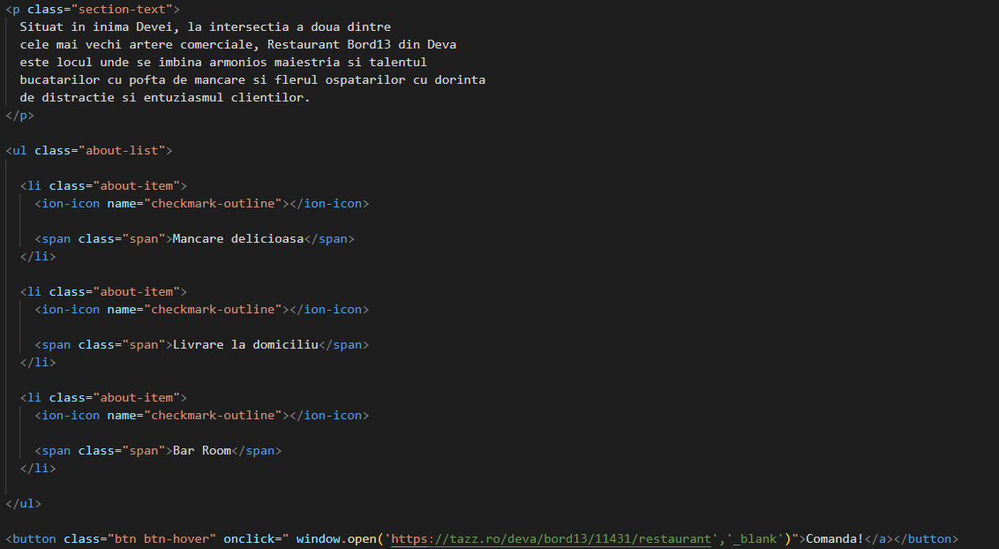 <p class="section-text">
Situat in inima Devei, la intersectia a doua dintre
cele mai vechi artere comerciale, Restaurant Bord13 din Deva
este locul unde se imbina armonios maiestria si talentul
bucatarilor cu pofta de mancare si flerul ospatarilor cu dorinta
de distractie si entuziasmul clientilor.
</p>
<ul class="about-list">
<li class="about-item">
<ion-icon name="checkmark-outline"></ion-icon>
<span class="span">Mancare delicioasa</span>
</li>
<li class="about-item">
<ion-icon name="checkmark-outline"></ion-icon>
<span class="span">Livrare la domiciliu</span>
</li>
<li class="about-item">
<ion-icon name="checkmark-outline"></ion-icon>
<span class="span">Bar Room</span>
</li>
</ul>
<button class="btn btn-hover" onclick=" window.open('https://tazz.ro/deva/bord13/11431/restaurant','_blank')">Comanda!</a></button>